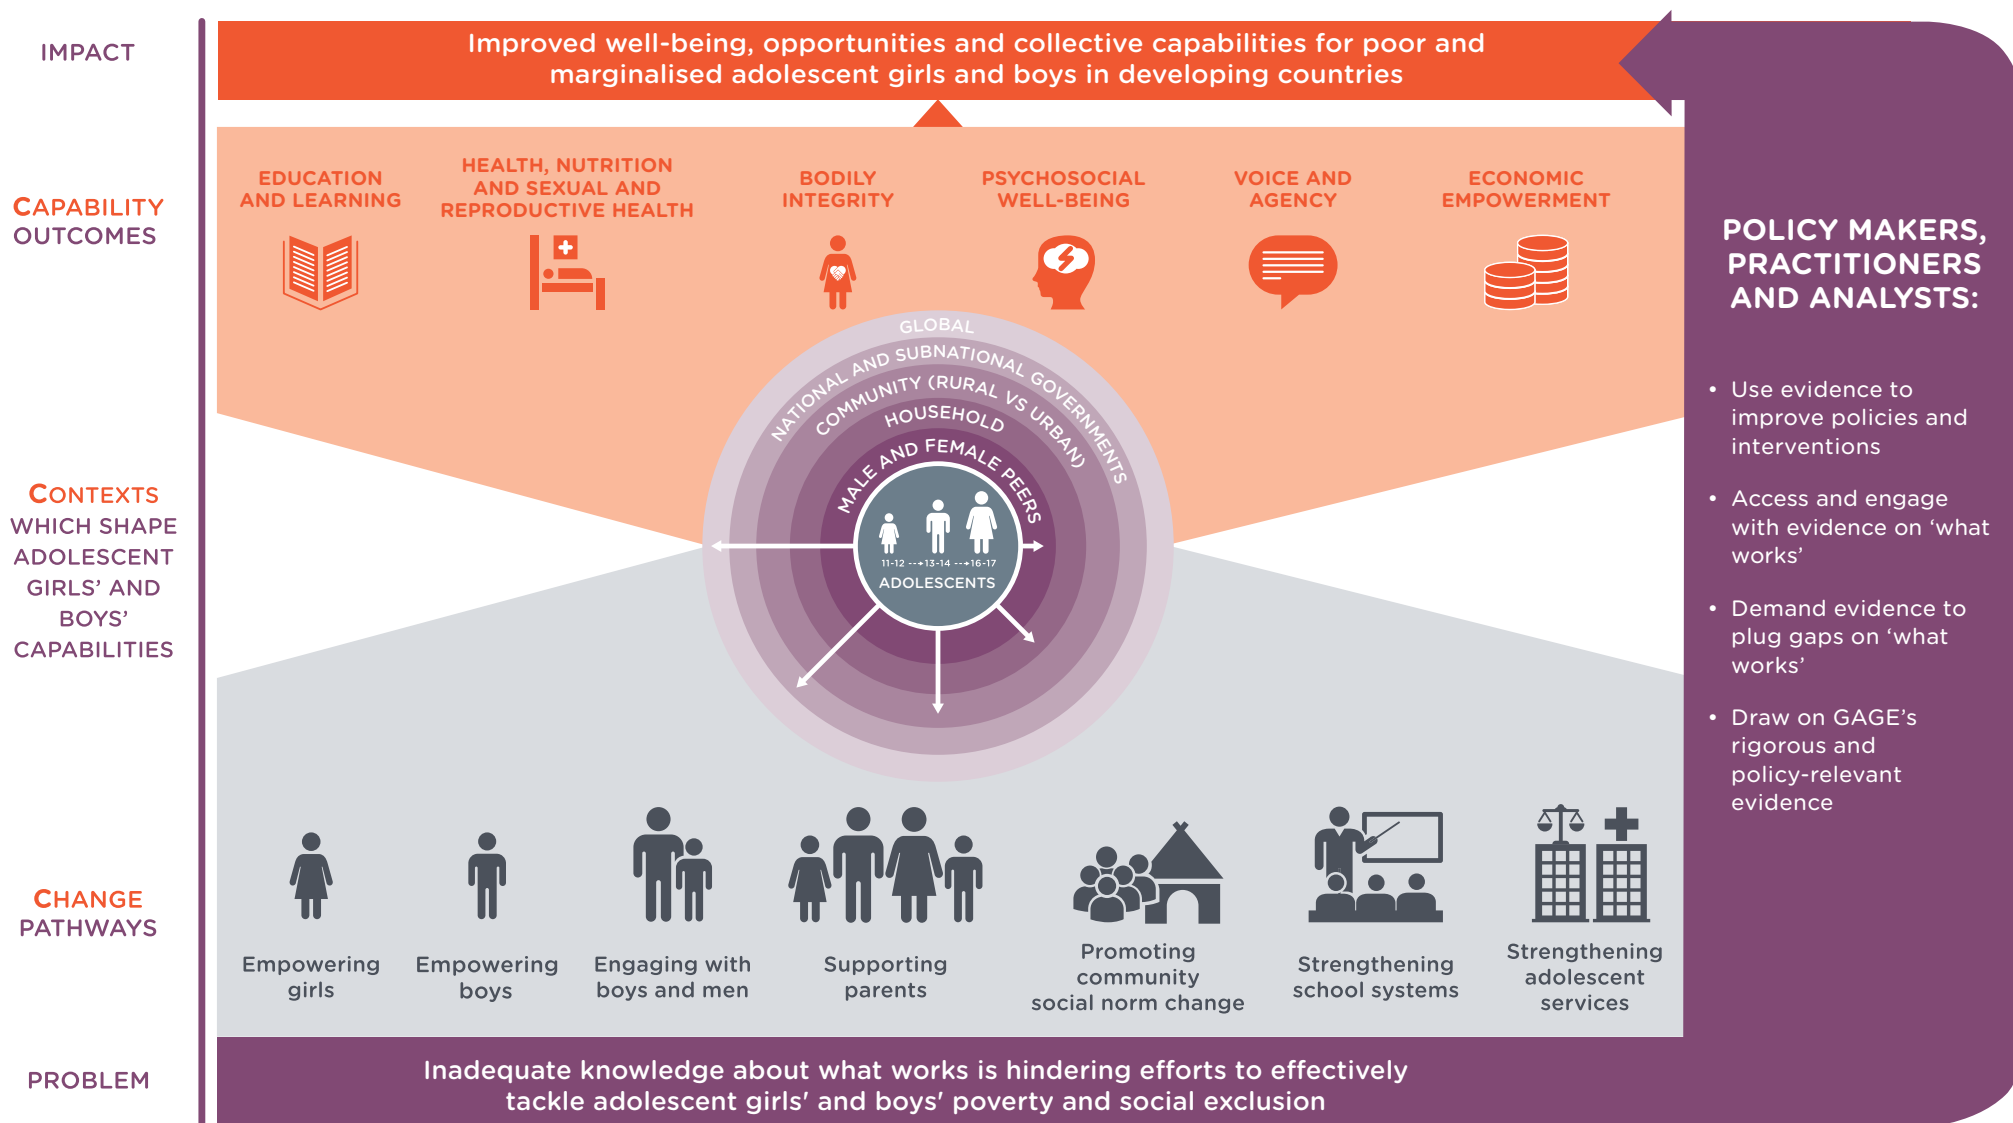 IMPACT
Improved well-being, opportunities and collective capabilities for poor and
marginalised adolescent girls and boys in developing countries
CAPABILITY
OUTCOMES
EDUCATION
AND LEARNING
HEALTH, NUTRITION
AND SEXUAL AND
REPRODUCTIVE HEALTH
BODILY
INTEGRITY
PSYCHOSOCIAL
WELL-BEING
VOICE AND
AGENCY
ECONOMIC
EMPOWERMENT
CONTEXTS
WHICH SHAPE
ADOLESCENT
GIRLS’ AND
BOYS’
CAPABILITIES
GLOBAL
NATIONAL AND SUBNATIONAL GOVERNMENTS
COMMUNITY (RURAL VS URBAN)
HOUSEHOLD
MALE AND FEMALE PEERS
11-12 --➝13-14 --➝16-17
ADOLESCENTS
CHANGE
PATHWAYS
Empowering
girls
Empowering
boys
Engaging with
boys and men
Supporting
parents
Promoting
community
social norm change
Strengthening
school systems
Strengthening
adolescent
services
PROBLEM
Inadequate knowledge about what works is hindering efforts to effectively
tackle adolescent girls' and boys' poverty and social exclusion
POLICY MAKERS,
PRACTITIONERS
AND ANALYSTS:
• Use evidence to
improve policies and
interventions
• Access and engage
with evidence on ‘what
works’
• Demand evidence to
plug gaps on ‘what
works’
• Draw on GAGE’s
rigorous and
policy-relevant
evidence